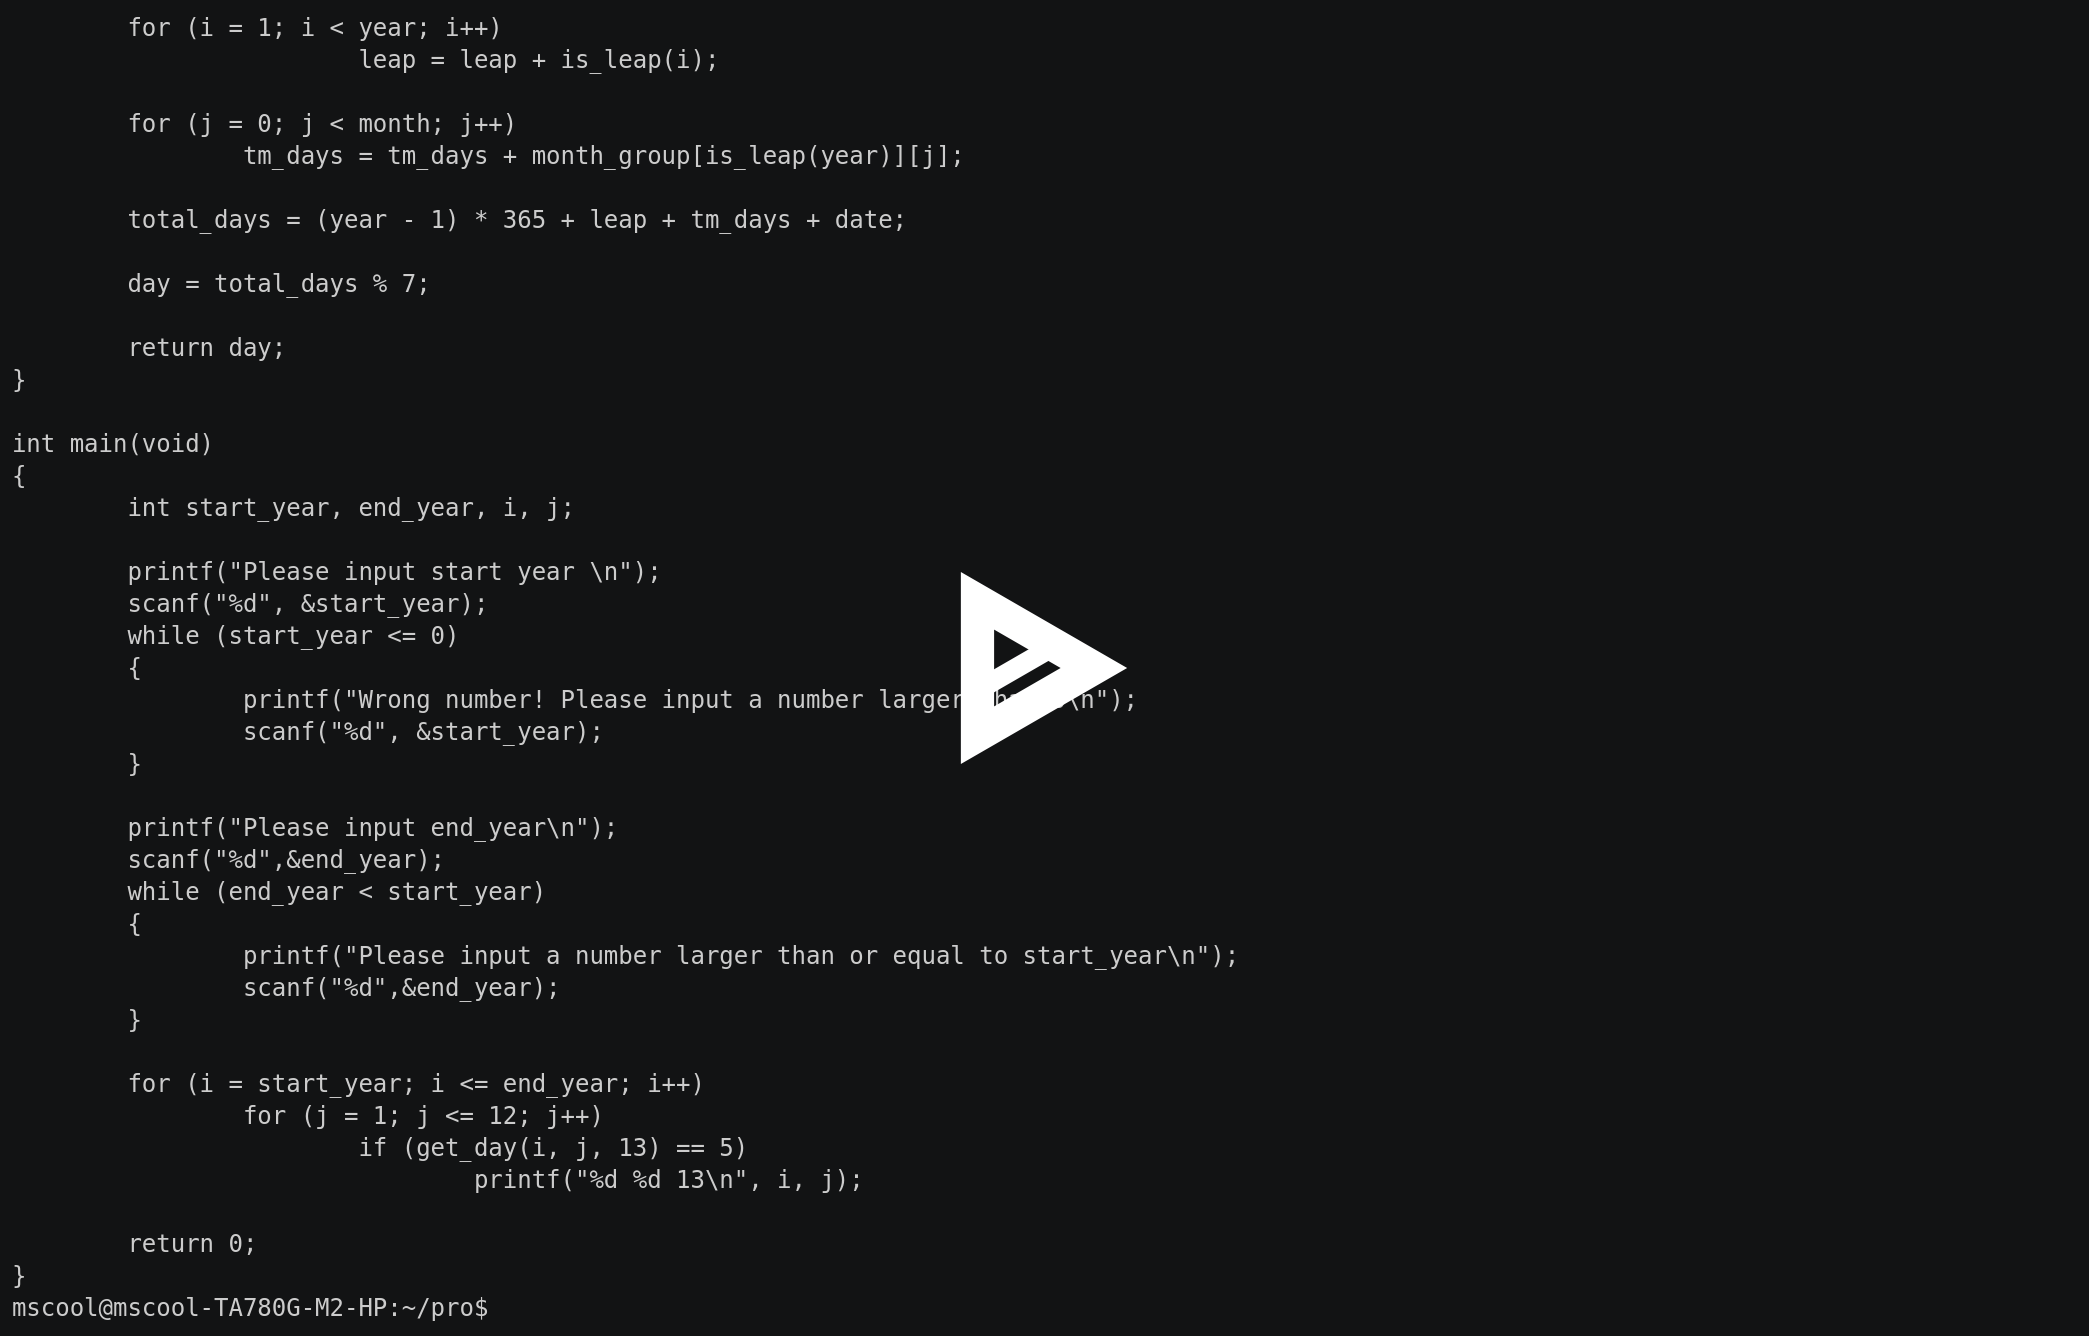 for (i = 1; i < year; i++)
leap = leap + is_leap(i);
for (j = 0; j < month; j++)
tm_days = tm_days + month_group[is_leap(year)][j];
total_days = (year - 1) * 365 + leap + tm_days + date;
day = total_days % 7;
return day;
}
int main(void)
{
int start_year, end_year, i, j;
printf("Please input start year \n");
scanf("%d", &start_year);
while (start_year <= 0)
{
printf("Wrong number! Please input a number larger \n");
scanf("%d", &start_year);
}
printf("Please input end_year\n");
scanf("%d",&end_year);
while (end_year < start_year)
{
printf("Please input a number larger than or equal to start_year\n");
scanf("%d",&end_year);
}
for (i = start_year; i <= end_year; i++)
for (j = 1; j <= 12; j++)
if (get_day(i, j, 13) == 5)
printf("%d %d 13\n", i, j);
return 0;
}
mscool@mscool-TA780G-M2-HP:~/pro$